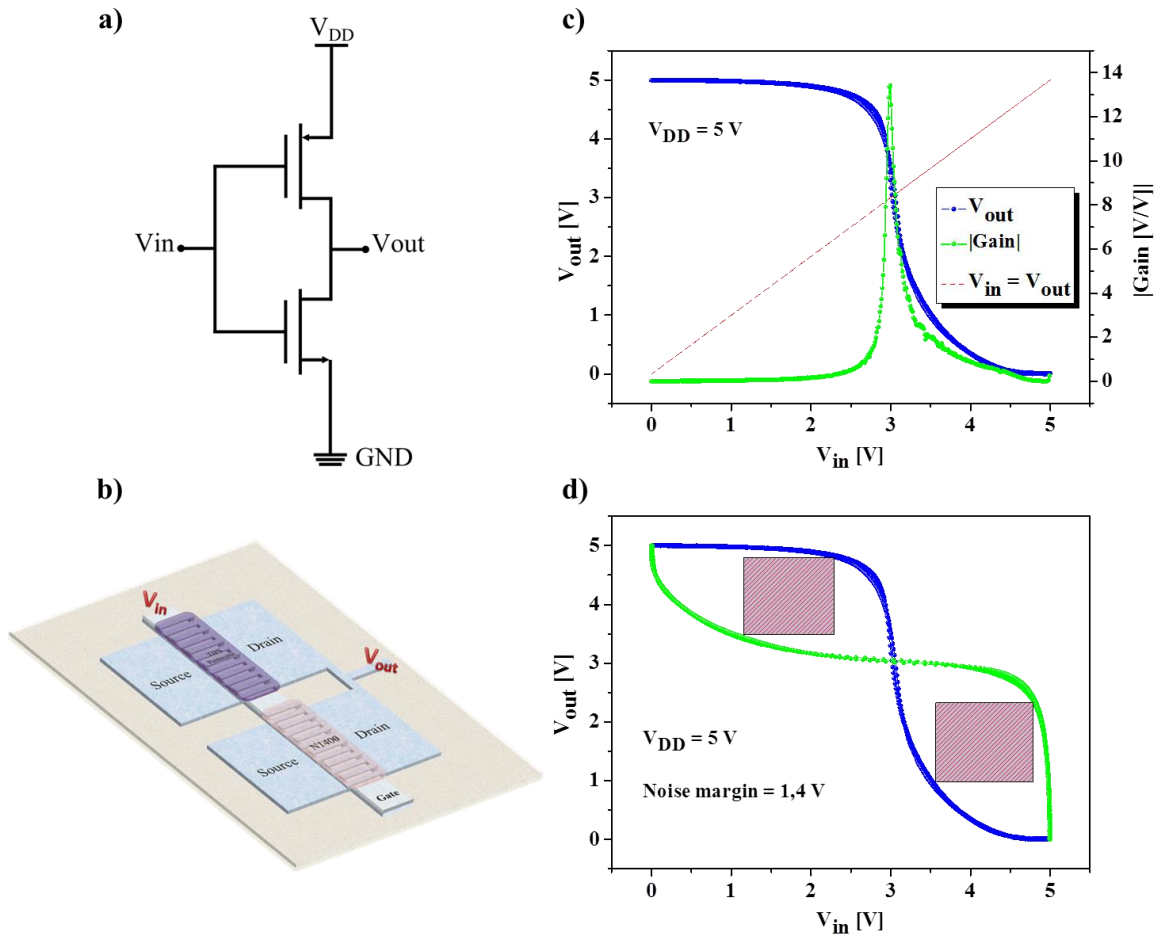 a)
V_DD
Vin
Vout
GND
b)
V_in
V_out
Source
Drain
TIPS Pentacene
Source
Drain
N1400
Gate
c)
V_DD = 5 V
V_out [V]
5
4
3
2
1
0
0 1 2 3 4 5
V_in [V]
14
12
10
8
6
4
2
0
|Gain [V/V]|
V_out
|Gain|
V_in = V_out
d)
V_out [V]
5
4
3
2
1
0
V_DD = 5 V
Noise margin = 1,4 V
0 1 2 3 4 5
V_in [V]